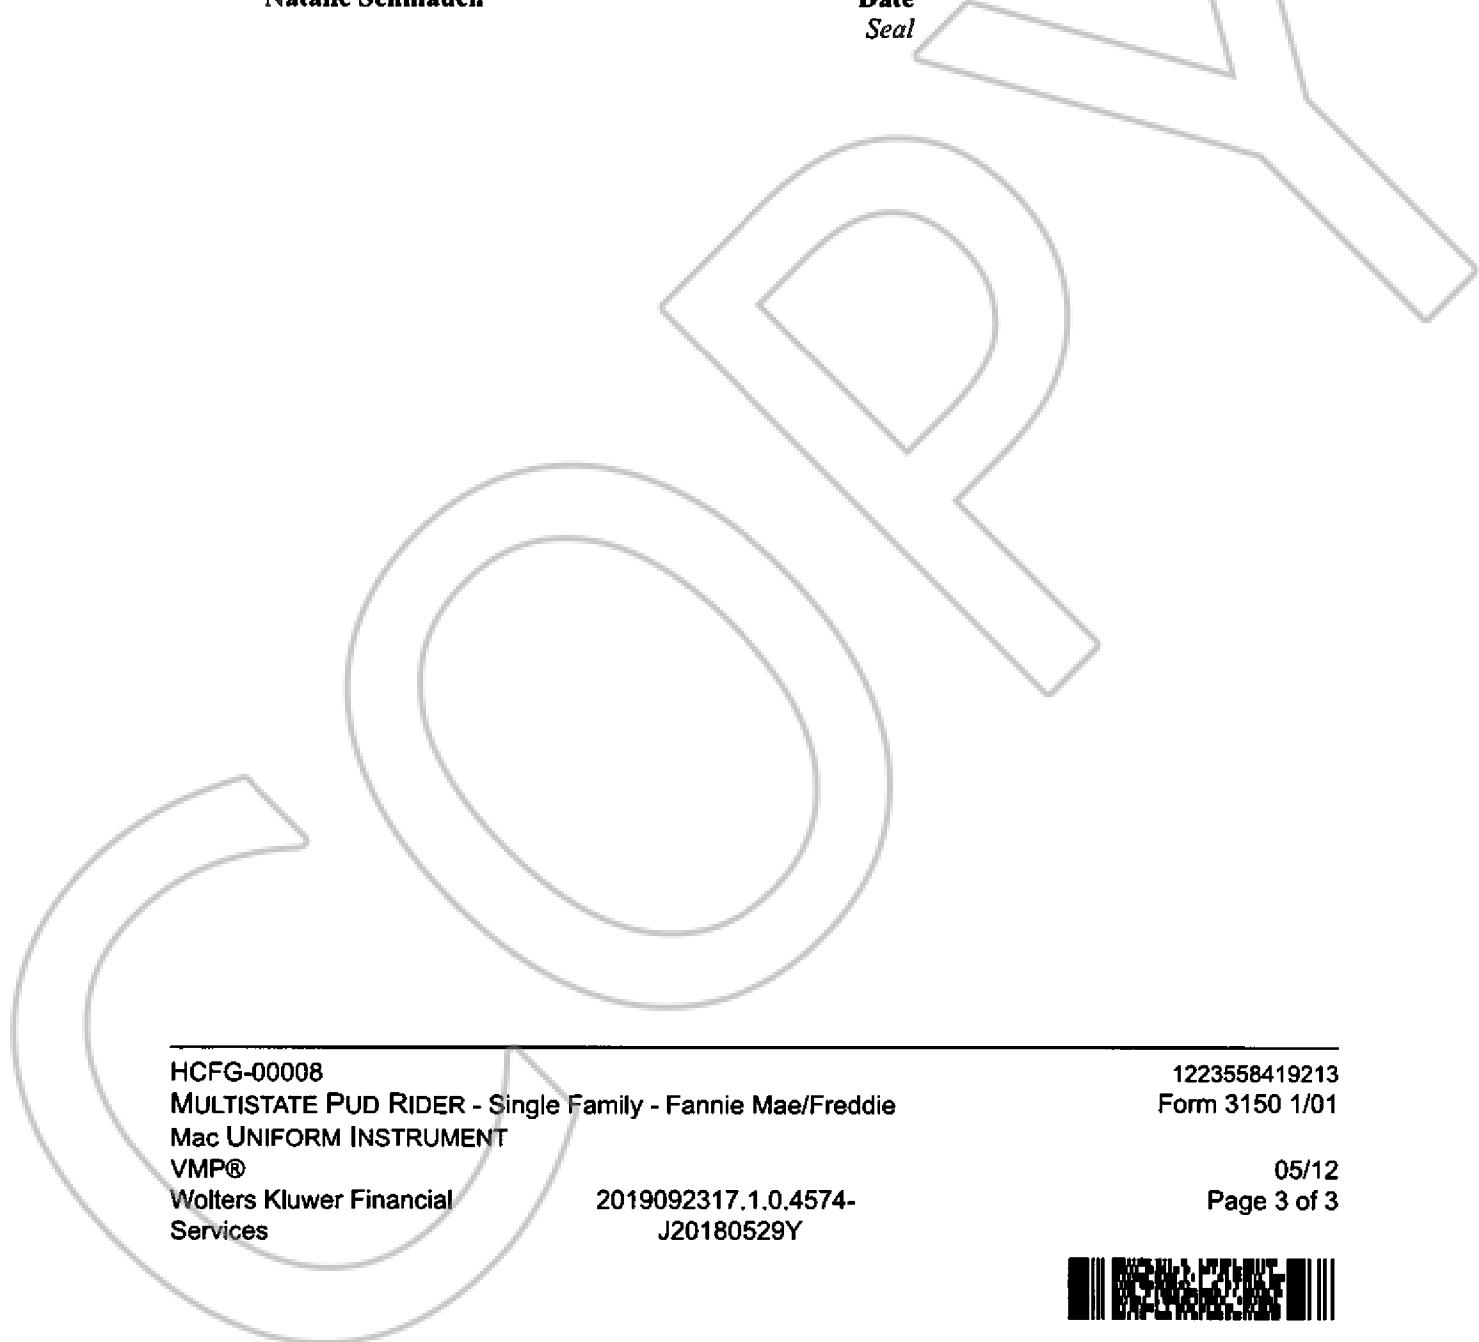 Date
Seal
COPY
HCFG-00008 1223558419213
MULTISTATE PUD RIDER - Single Family - Fannie Mae/Freddie Form 3150 1/01
Mac UNIFORM INSTRUMENT
VMP® 05/12
Wolters Kluwer Financial 2019092317.1.0.4574- Page 3 of 3
Services J20180529Y